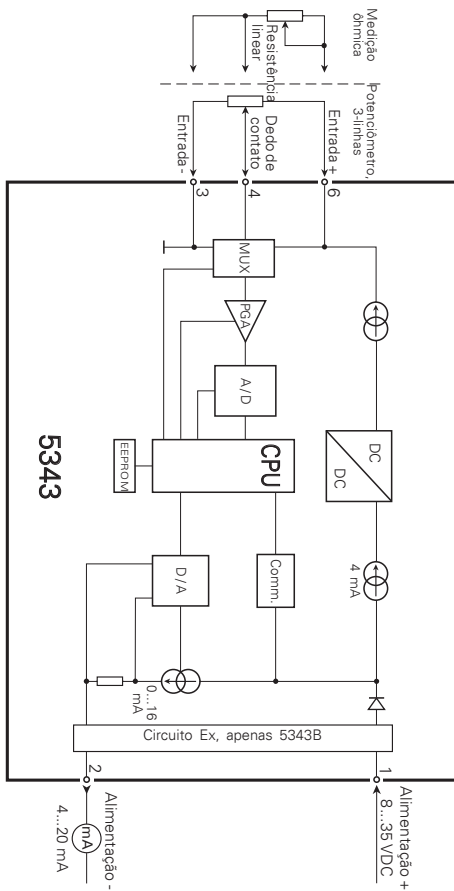 Medição
ôhmica
Resistência
linear
Potenciômetro,
3-linhas
Entrada +
Dedo de
contato
Entrada -
6
4
3
MUX
PGA
A/D
CPU
EEPROM
DC
DC
4 mA
Comm.
D/A
0...16
mA
5343
Circuito Ex, apenas 5343B
1
2
Alimentação +
8...35 VDC
Alimentação -
4...20 mA
mA